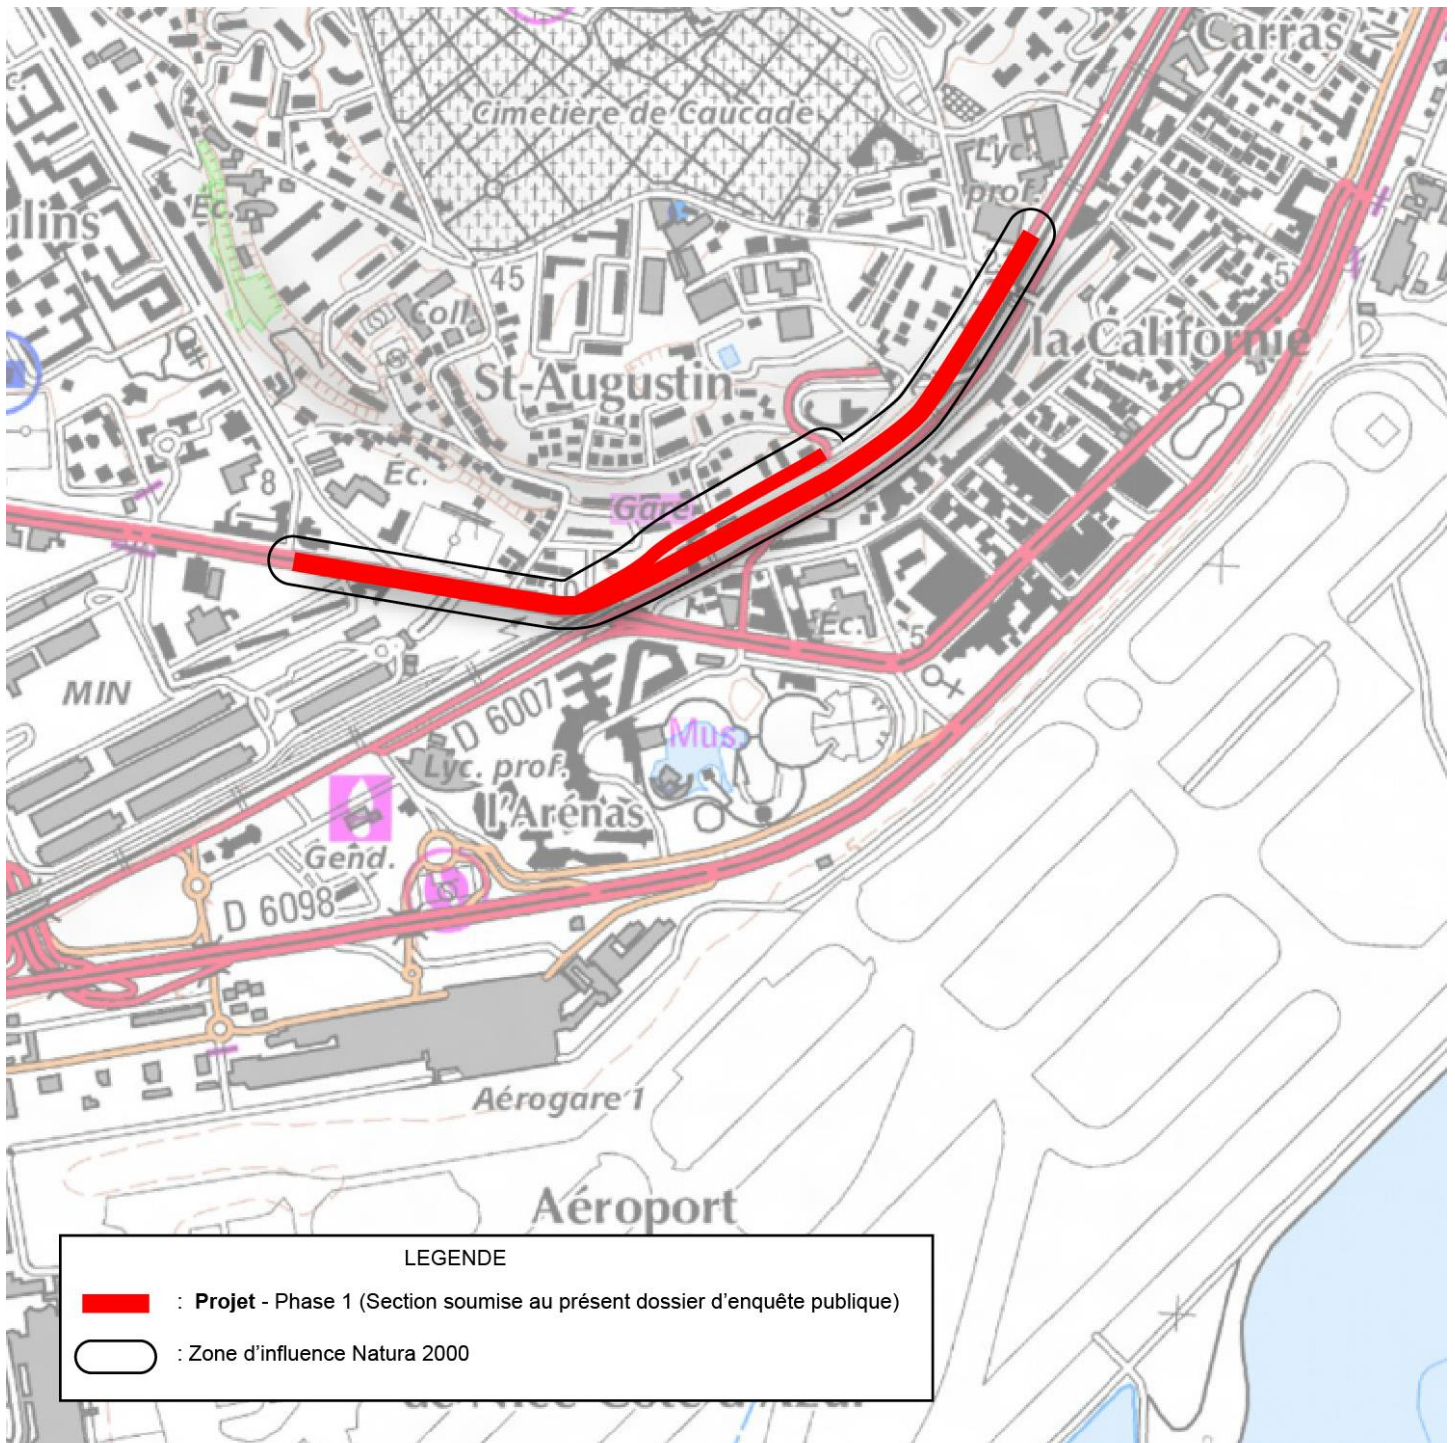 Carras
Cimetière de Caucade
Lyc.
prof.
Ec.
ulins
45
Coll.
5
la Californie
St-Augustin
8
Ec.
Gare
10
Ec.
5
MIN
D 6007
Mus.
Lyc. prof.
l'Arénas
Gend.
5
D 6098
Aérogare 1
Aéroport
LEGENDE
: Projet - Phase 1 (Section soumise au présent dossier d'enquête publique)
: Zone d'influence Natura 2000